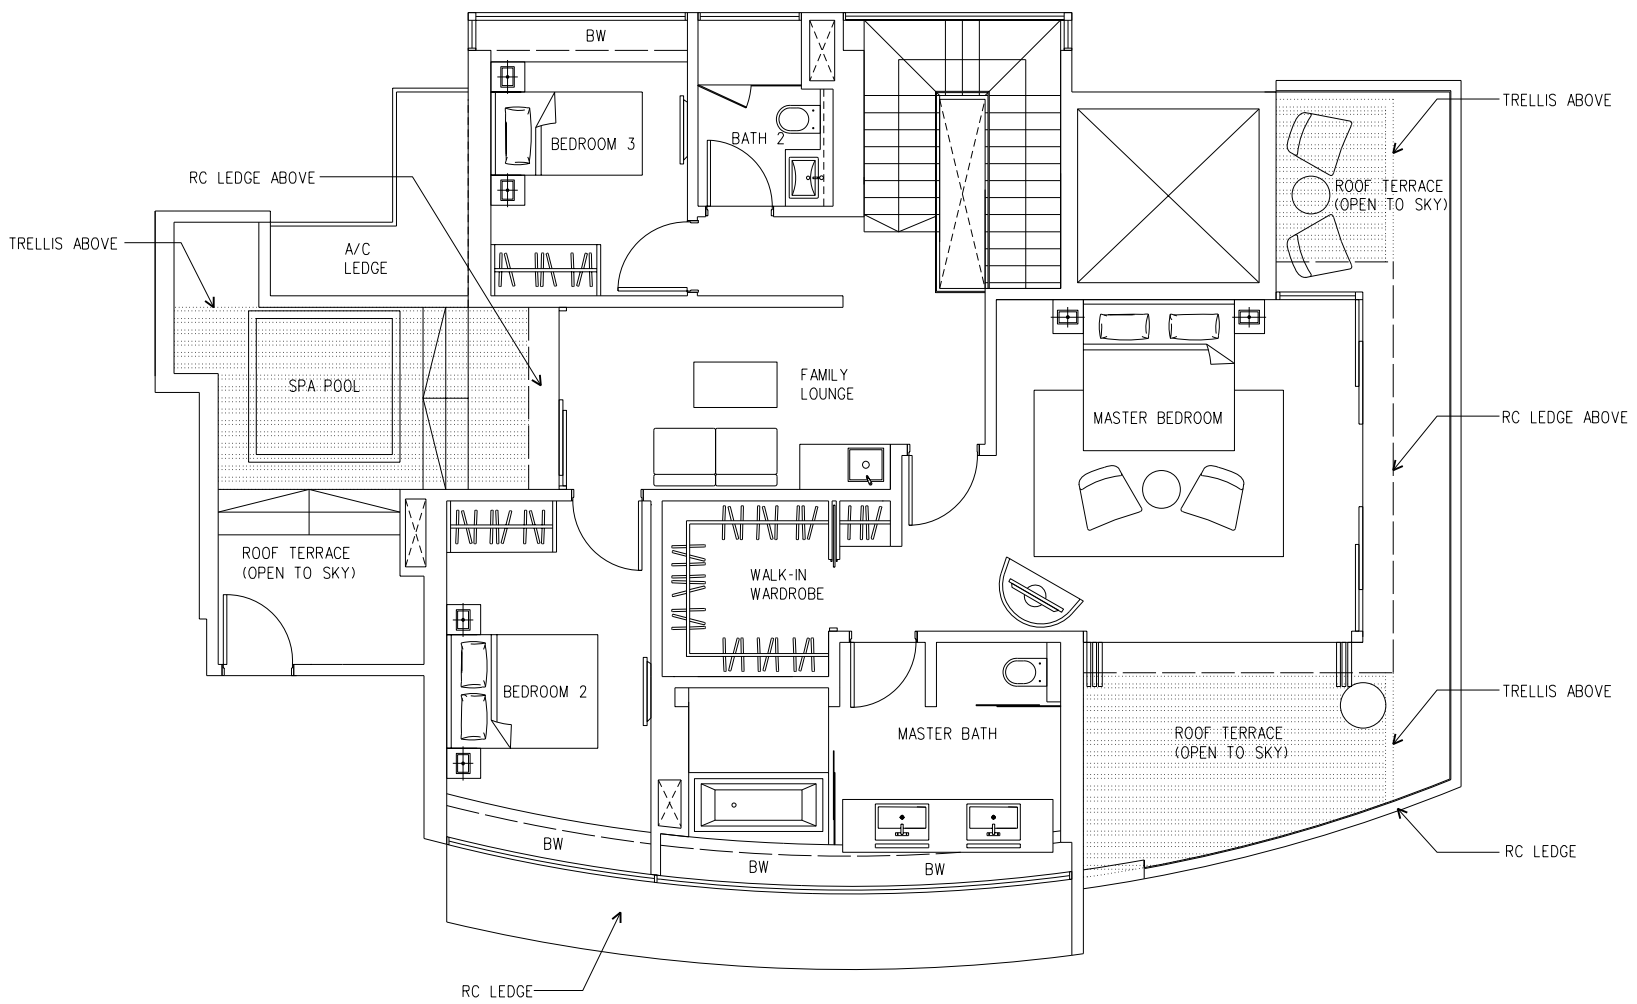 BW
TRELLIS ABOVE
BATH 2
BEDROOM 3
RC LEDGE ABOVE
ROOF TERRACE
(OPEN TO SKY)
TRELLIS ABOVE
A/C
LEDGE
FAMILY
LOUNGE
SPA POOL
MASTER BEDROOM
RC LEDGE ABOVE
ROOF TERRACE
(OPEN TO SKY)
WALK-IN
WARDROBE
BEDROOM 2
TRELLIS ABOVE
MASTER BATH
ROOF TERRACE
(OPEN TO SKY)
BW
BW
BW
RC LEDGE
RC LEDGE